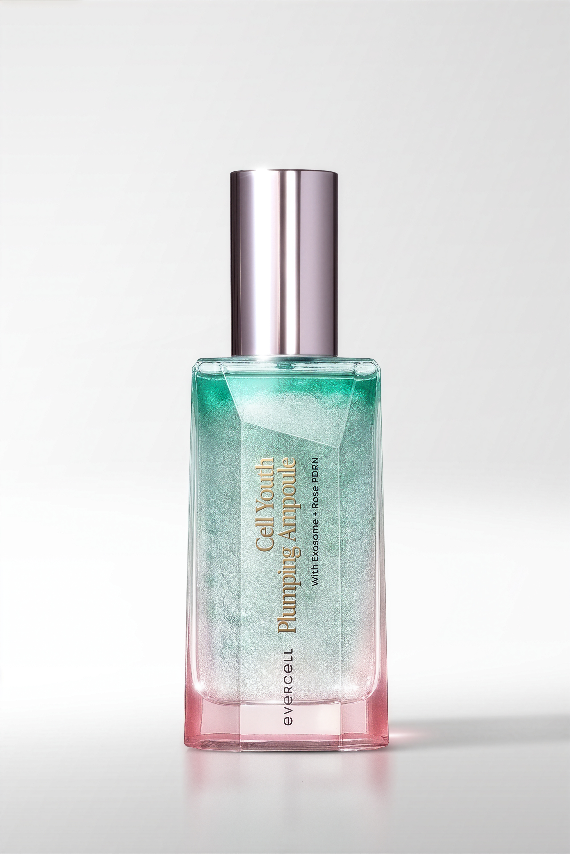 Cell Youth
Plumping Ampoule
With Exosome + Rose PDRN
evercell